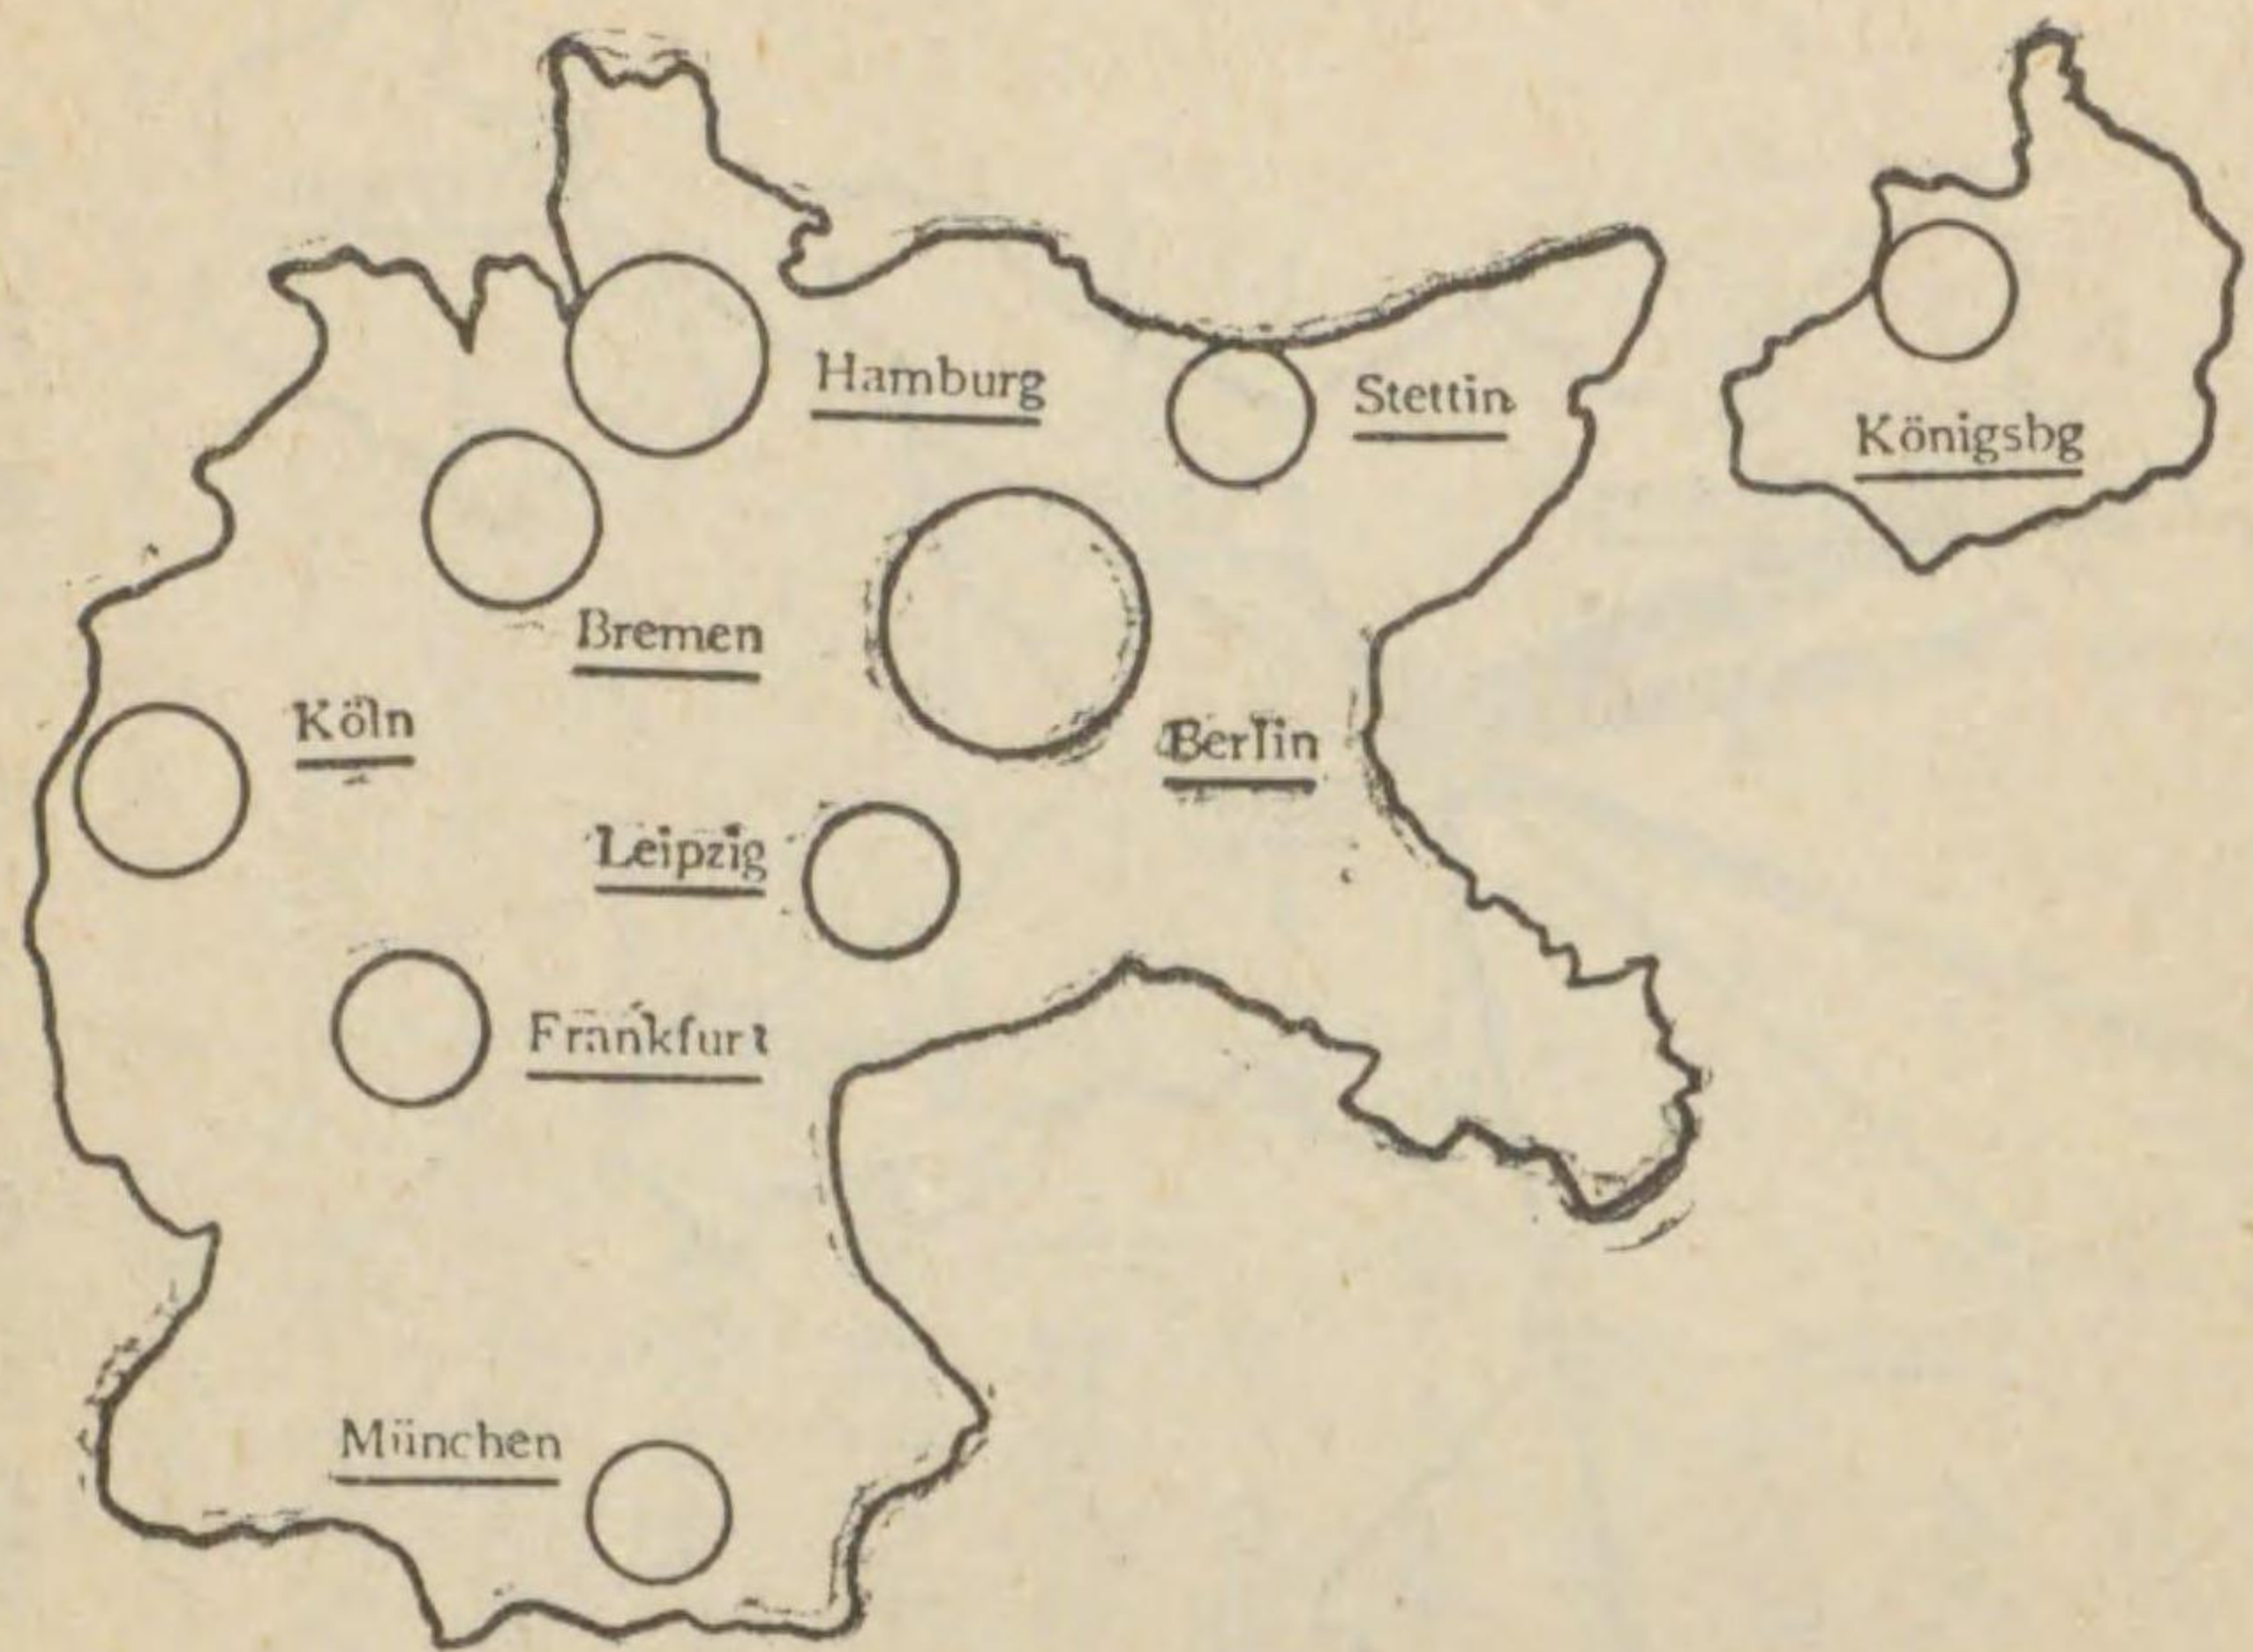 Hamburg
Stettin
Königsbg
Bremen
Köln
Berlin
Leipzig
Frankfurt
München